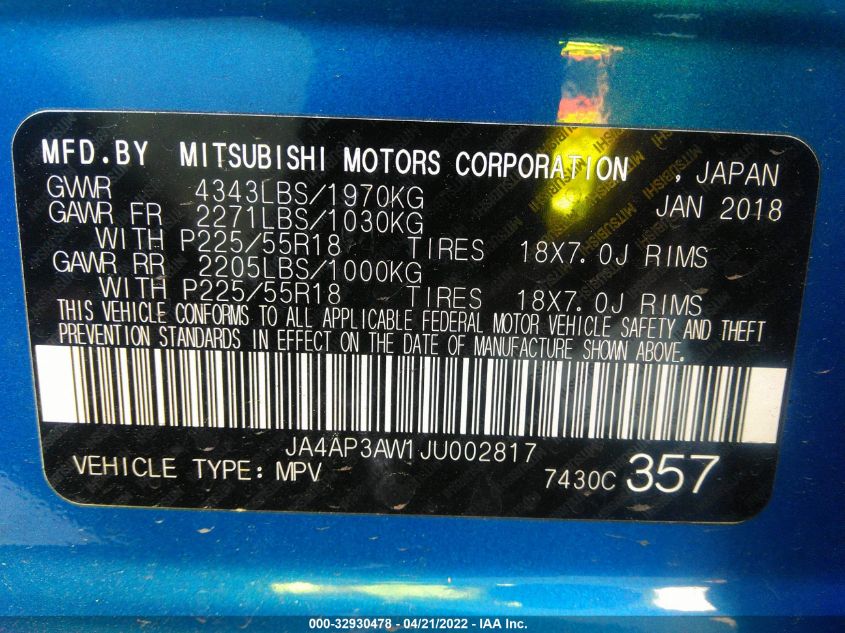 MFD.BY MITSUBISHI MOTORS CORPORATION , JAPAN
GVWR 4343LBS/1970KG JAN 2018
GAWR FR 2271LBS/1030KG
WITH P225/55R18 TIRES 18X7.0J RIMS
GAWR RR 2205LBS/1000KG
WITH P225/55R18 TIRES 18X7.0J RIMS
THIS VEHICLE CONFORMS TO ALL APPLICABLE FEDERAL MOTOR VEHICLE SAFETY AND THEFT
PREVENTION STANDARDS IN EFFECT ON THE DATE OF MANUFACTURE SHOWN ABOVE.
JA4AP3AW1JU002817
VEHICLE TYPE: MPV 7430C 357
000-32930478 - 04/21/2022 - © IAA, Inc.